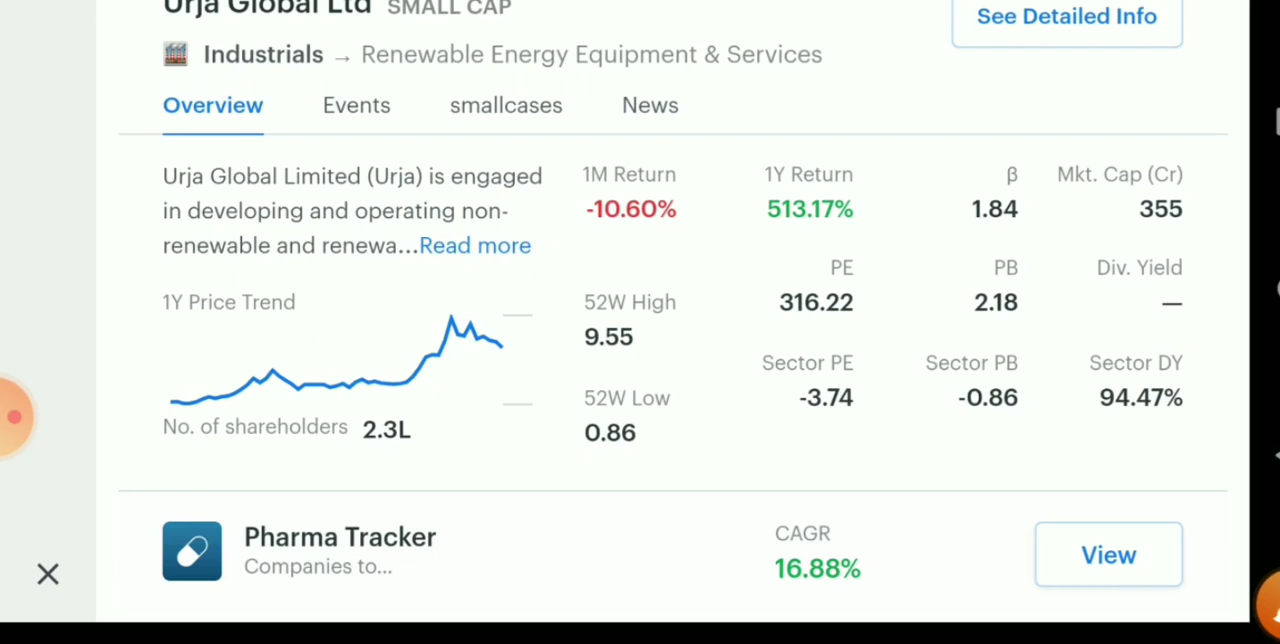 Urja Global Ltd SMALL CAP
See Detailed Info
Industrials → Renewable Energy Equipment & Services
Overview Events smallcases News
Urja Global Limited (Urja) is engaged
in developing and operating non-
renewable and renewa...Read more
1M Return 1Y Return β Mkt. Cap (Cr)
-10.60% 513.17% 1.84 355
PE PB Div. Yield
1Y Price Trend 52W High 316.22 2.18 —
9.55
Sector PE Sector PB Sector DY
52W Low -3.74 -0.86 94.47%
No. of shareholders 2.3L 0.86
Pharma Tracker CAGR View
Companies to... 16.88%